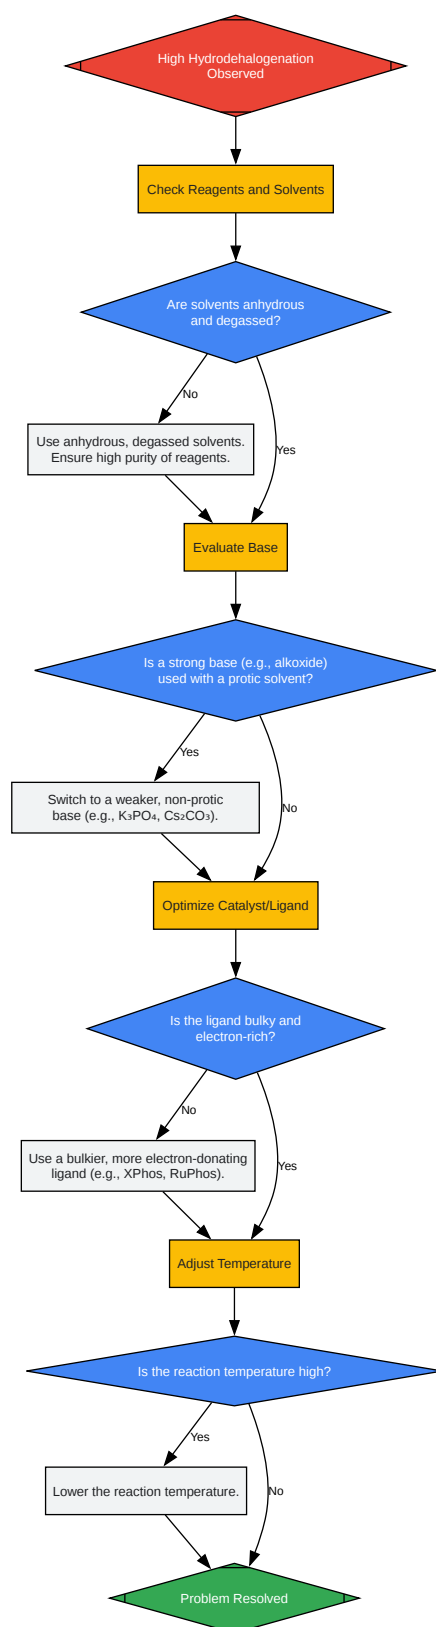 High Hydrodehalogenation
Observed
Check Reagents and Solvents
Are solvents anhydrous
and degassed?
No
Yes
Use anhydrous, degassed solvents.
Ensure high purity of reagents.
Evaluate Base
Is a strong base (e.g., alkoxide)
used with a protic solvent?
Yes
No
Switch to a weaker, non-protic
base (e.g., K₃PO₄, Cs₂CO₃).
Optimize Catalyst/Ligand
Is the ligand bulky and
electron-rich?
No
Yes
Use a bulkier, more electron-donating
ligand (e.g., XPhos, RuPhos).
Adjust Temperature
Is the reaction temperature high?
Yes
No
Lower the reaction temperature.
Problem Resolved